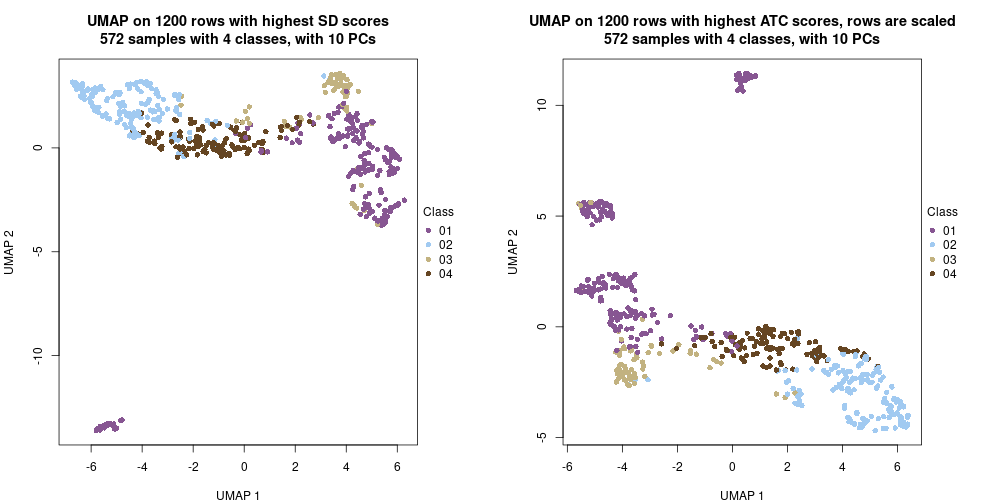 UMAP on 1200 rows with highest SD scores
572 samples with 4 classes, with 10 PCs
0
-5
-10
UMAP 2
-6 -4 -2 0 2 4 6
UMAP 1
Class
01
02
03
04
UMAP on 1200 rows with highest ATC scores, rows are scaled
572 samples with 4 classes, with 10 PCs
10
5
0
-5
UMAP 2
-6 -4 -2 0 2 4 6
UMAP 1
Class
01
02
03
04